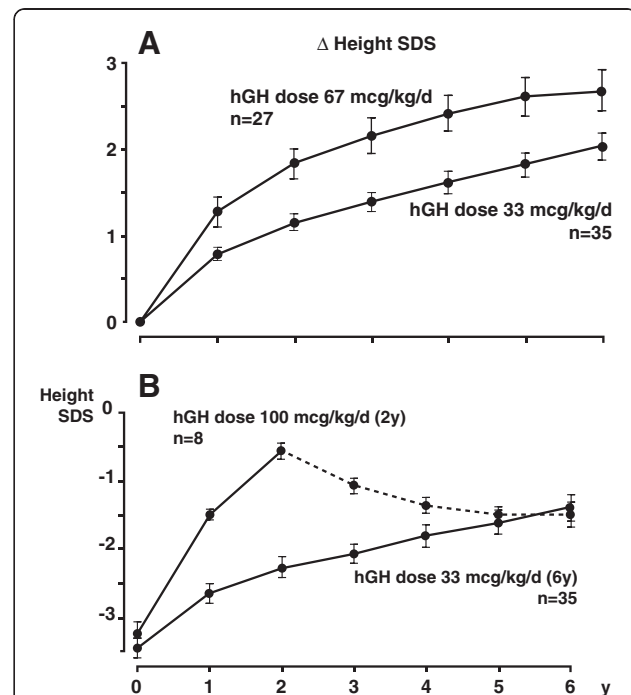 A
Δ Height SDS
3
hGH dose 67 mcg/kg/d
n=27
2
hGH dose 33 mcg/kg/d
n=35
1
0
B
Height
SDS
0
hGH dose 100 mcg/kg/d (2y)
n=8
-1
-2
hGH dose 33 mcg/kg/d (6y)
n=35
-3
0 1 2 3 4 5 6 y